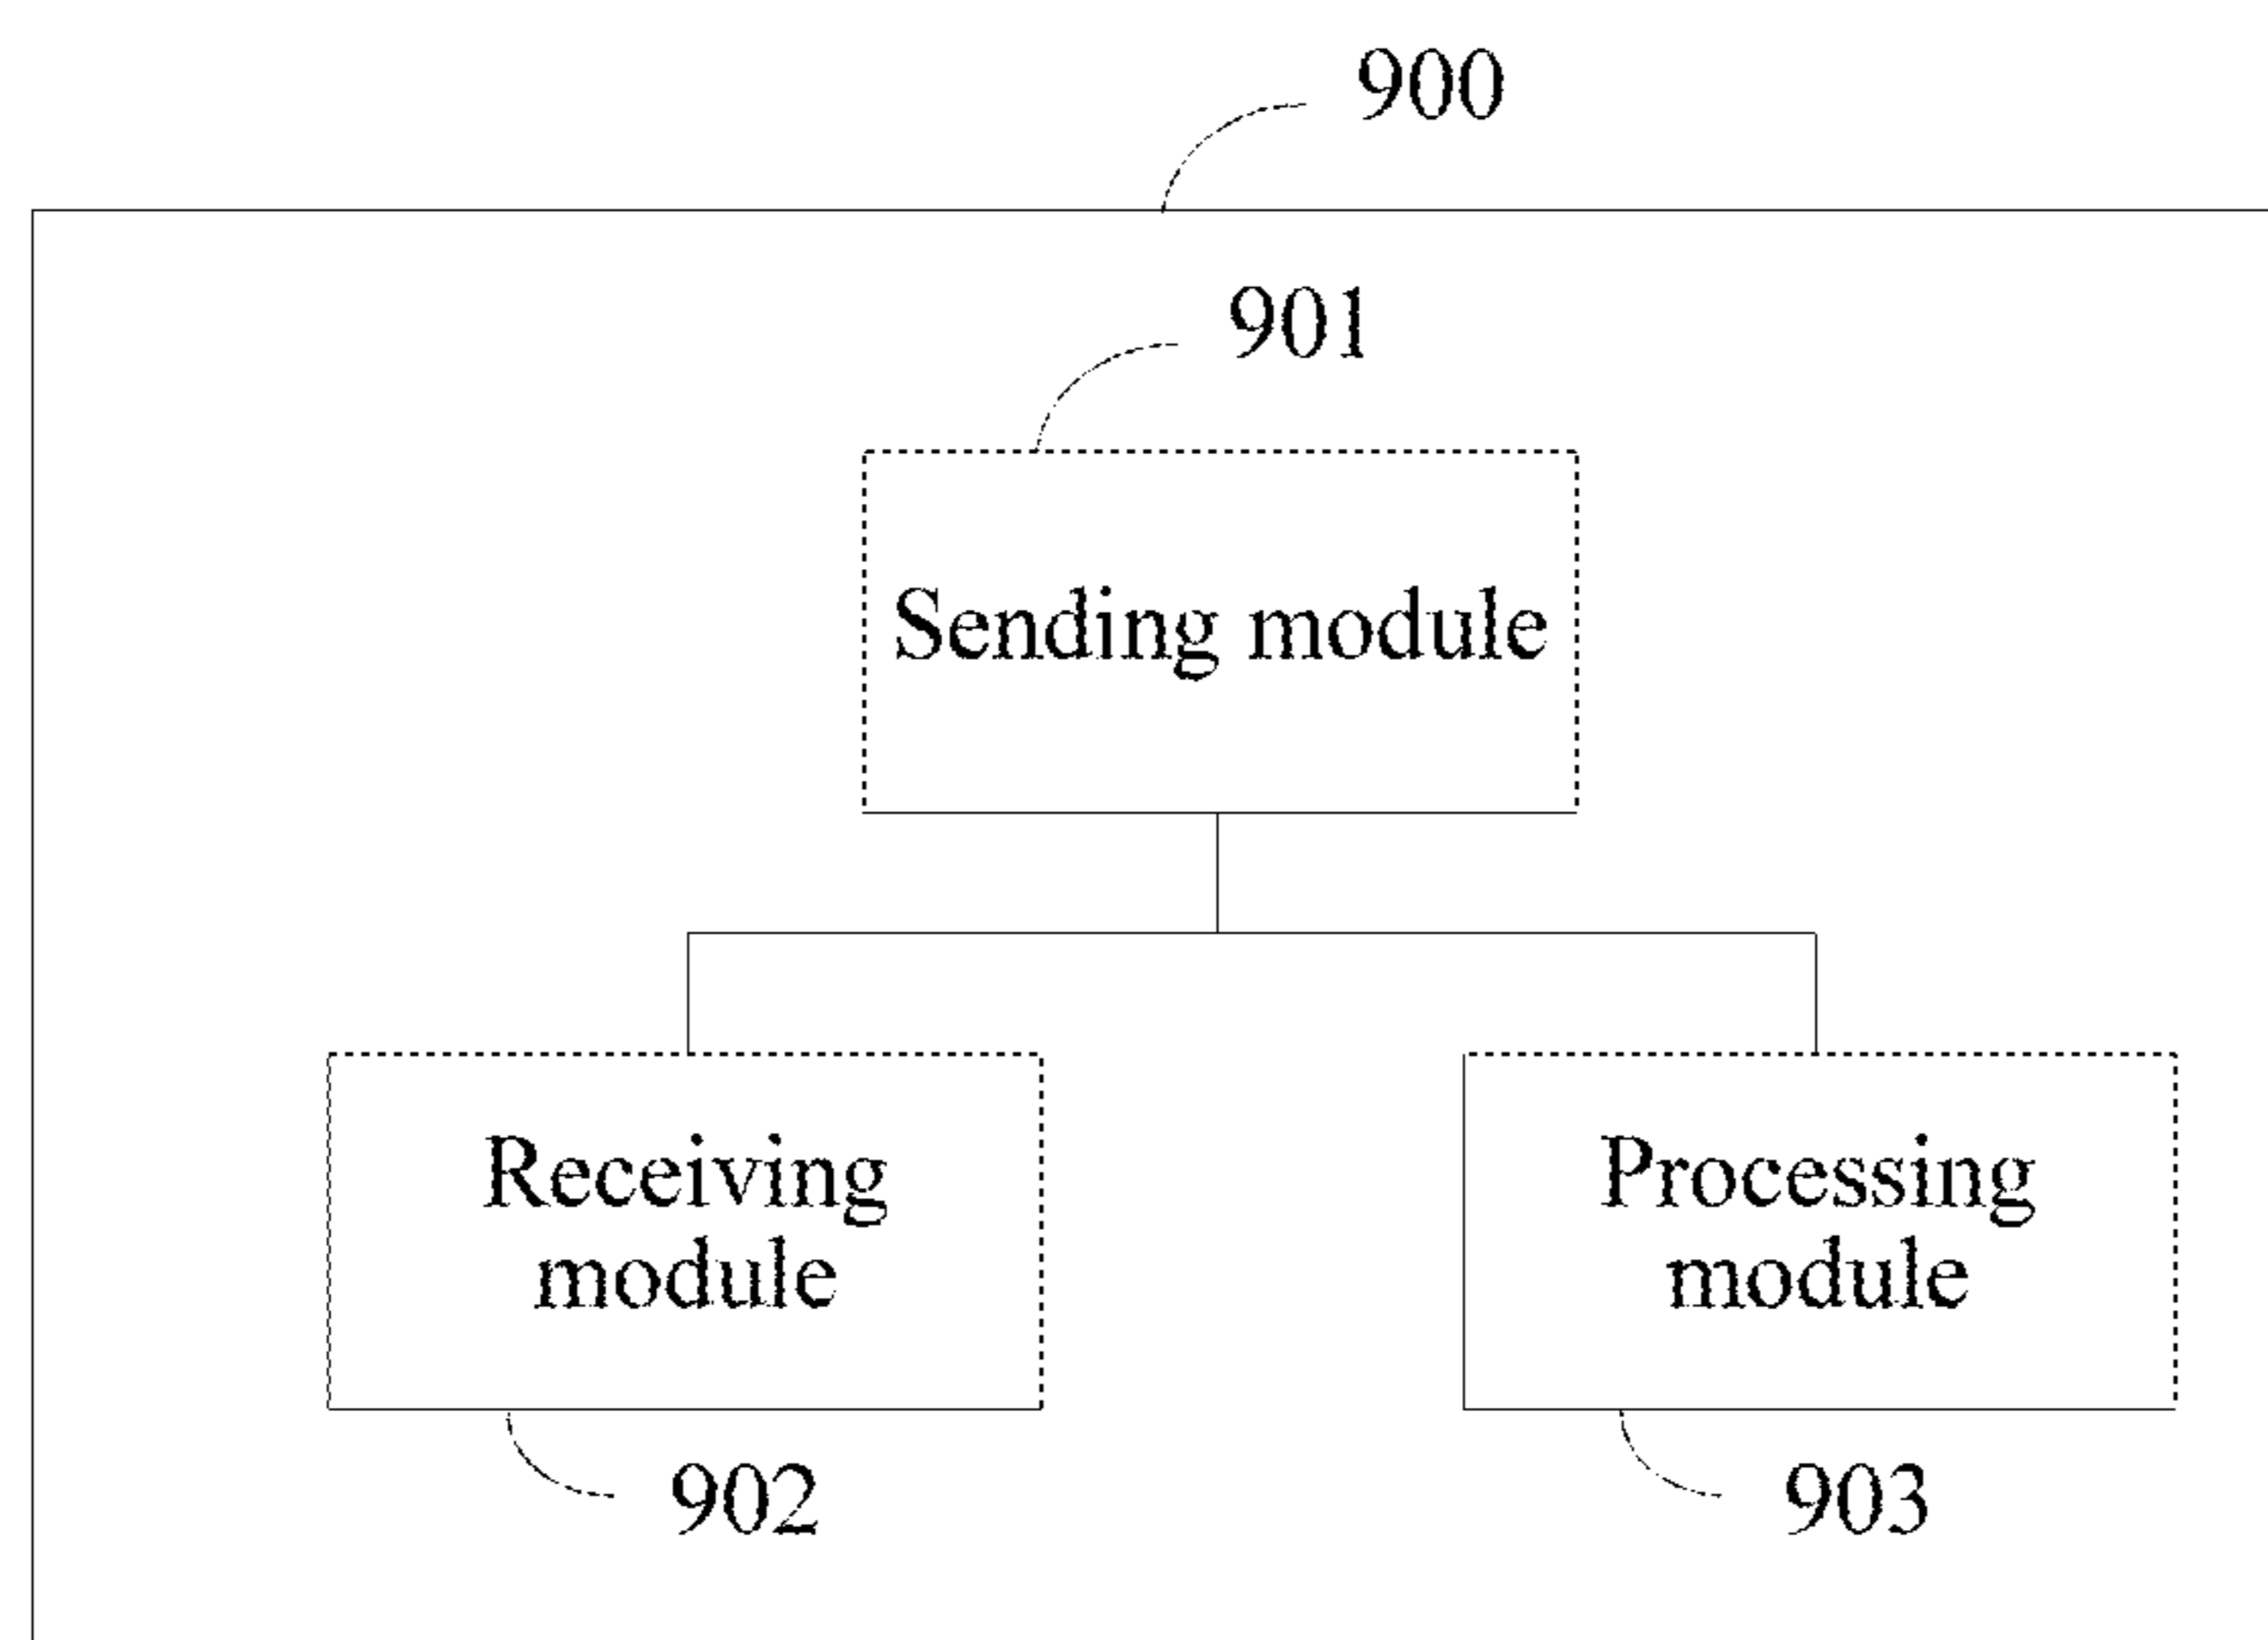 900
901
Sending module
Receiving
module
Processing
module
902
903